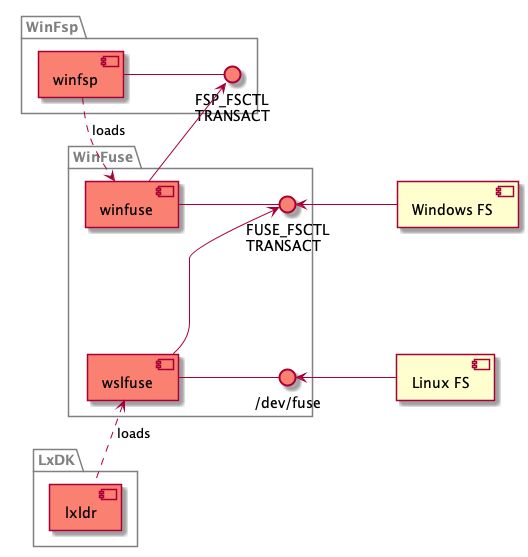 WinFsp
winfsp
FSP_FSCTL
TRANSACT
loads
WinFuse
winfuse
FUSE_FSCTL
TRANSACT
Windows FS
wslfuse
/dev/fuse
Linux FS
loads
LxDK
lxldr